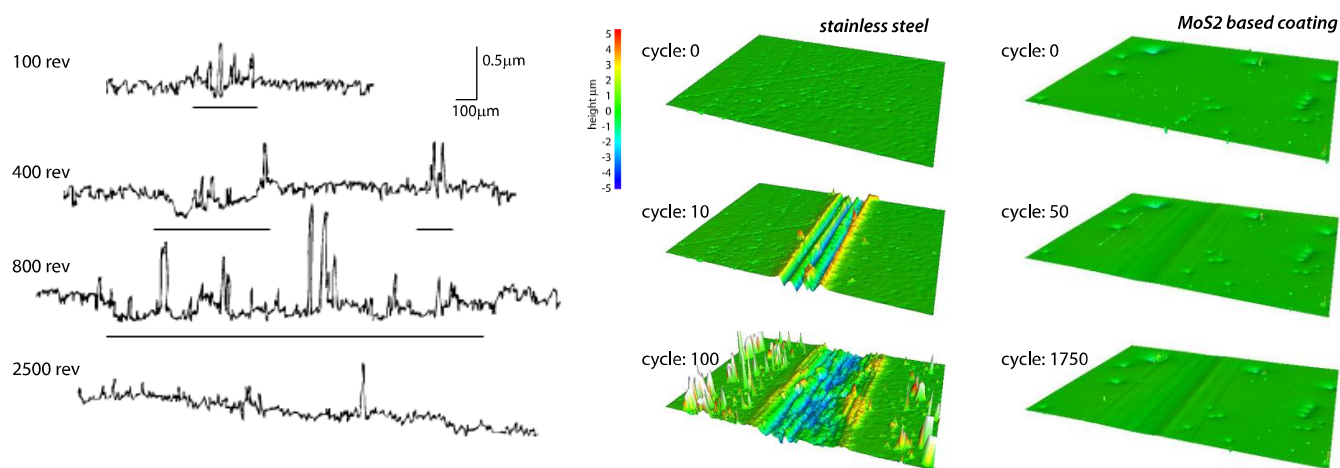 100 rev
0.5μm
100μm
400 rev
800 rev
2500 rev
stainless steel
MoS2 based coating
cycle: 0
cycle: 0
5
4
3
2
1
0
-1
-2
-3
4
-5
height μm
cycle: 10
cycle: 50
cycle: 100
cycle: 1750